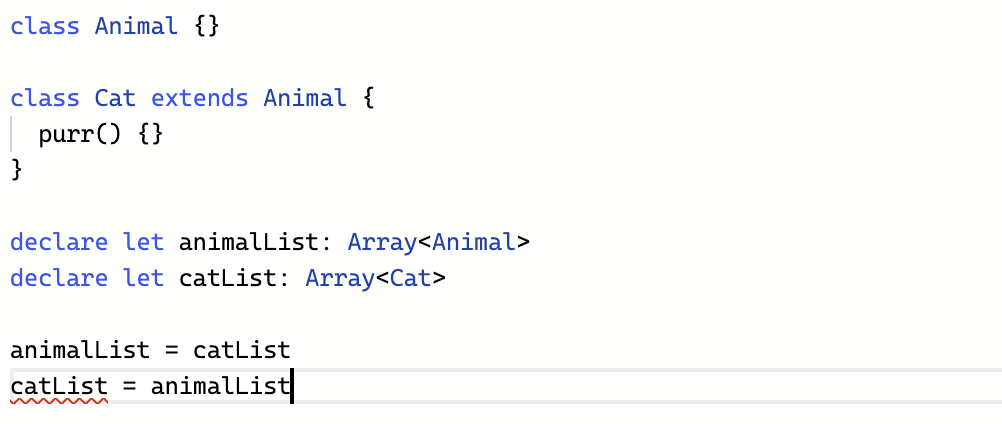 class Animal {}
class Cat extends Animal {
  purr() {}
}
declare let animalList: Array<Animal>
declare let catList: Array<Cat>
animalList = catList
catList = animalList